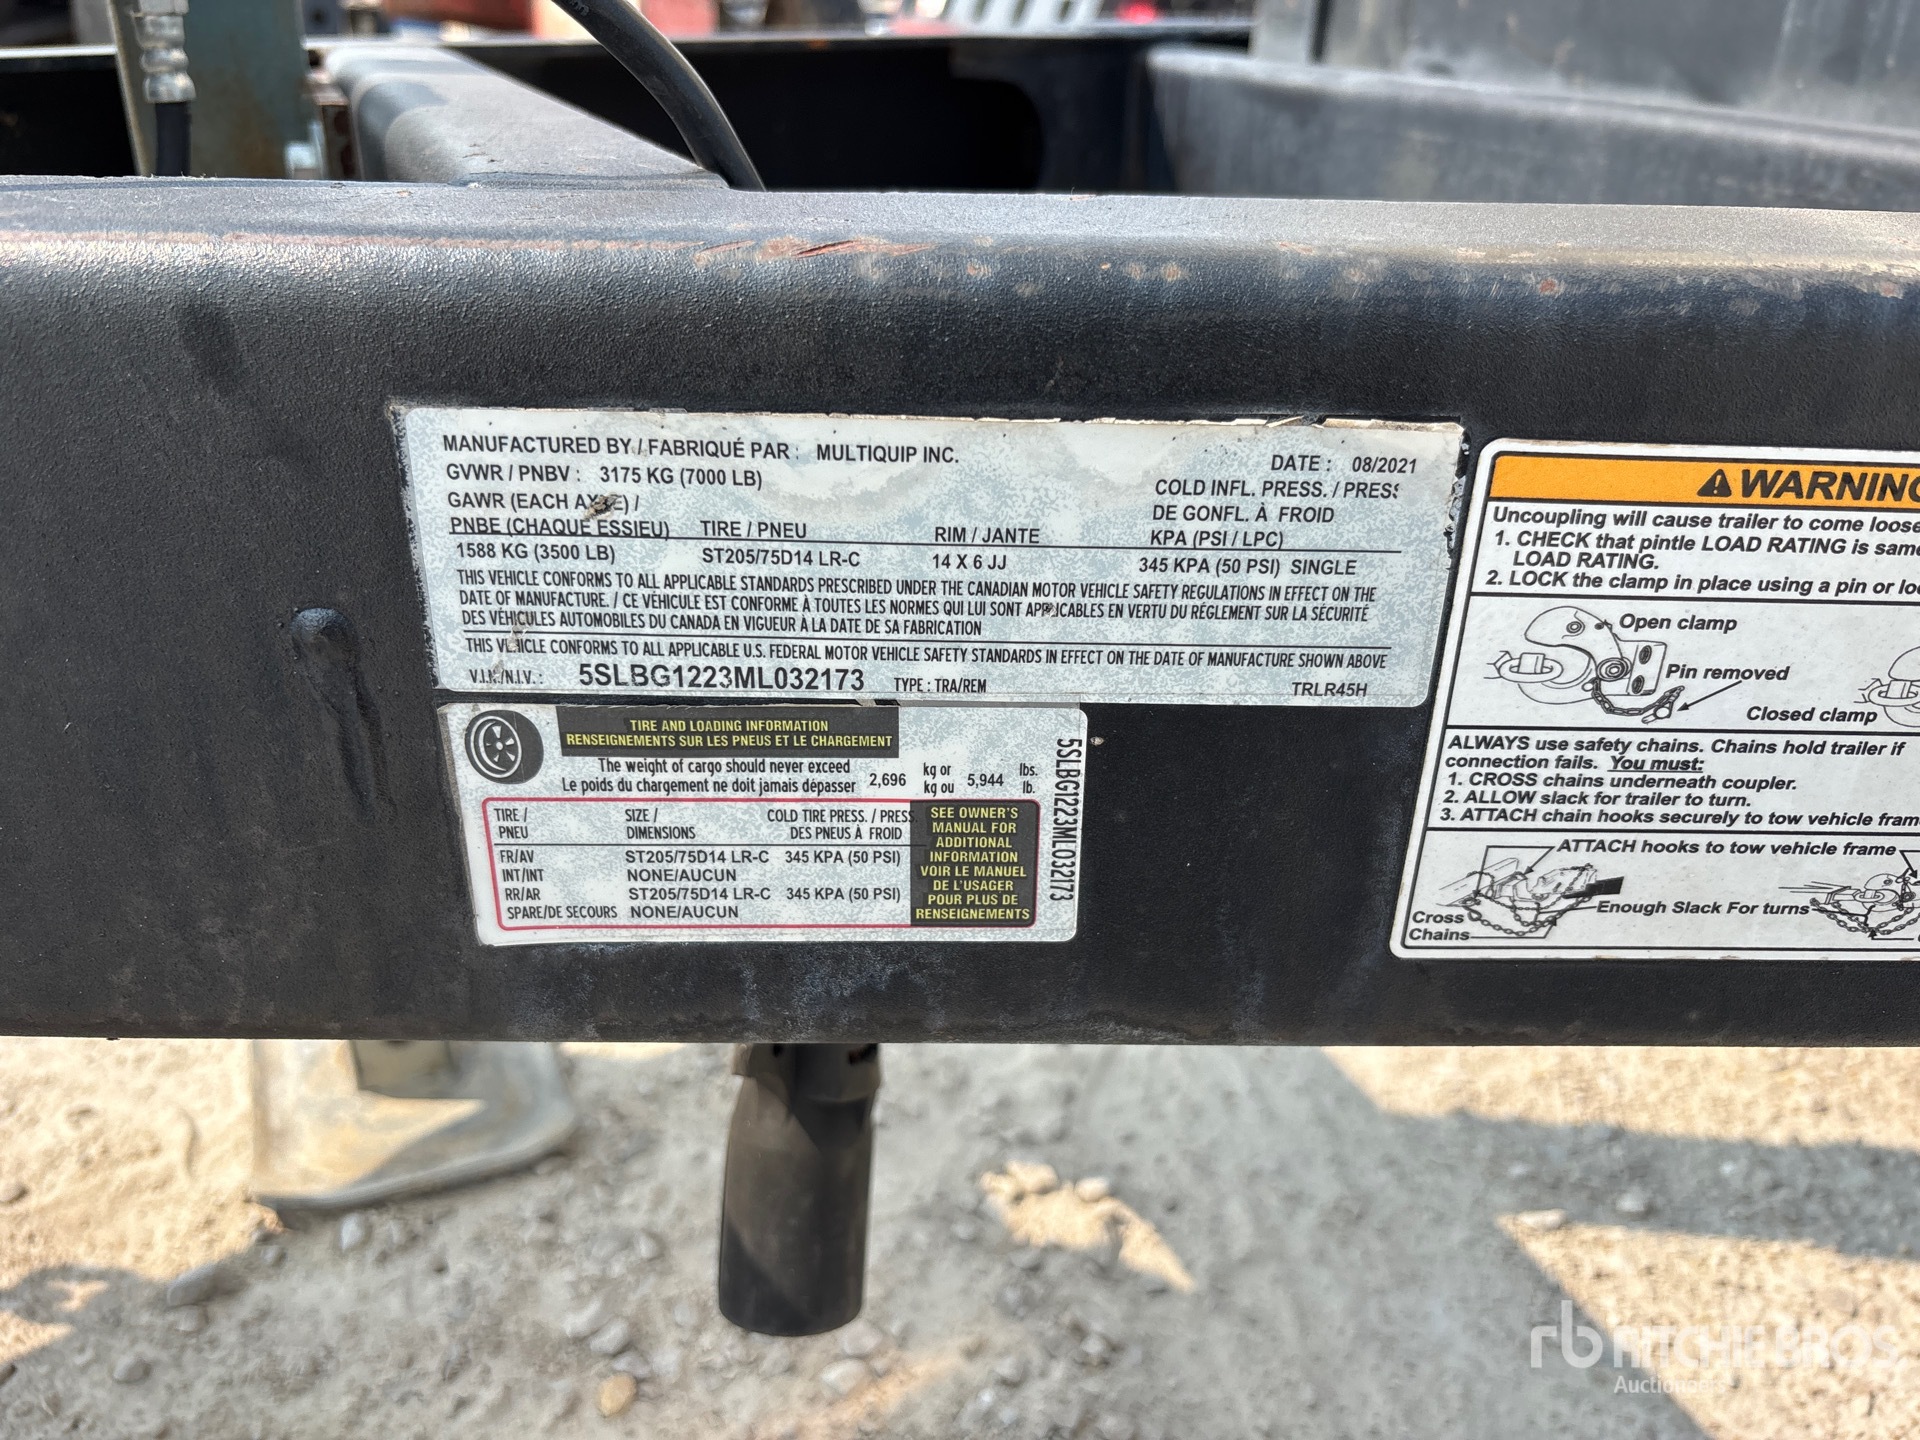 MANUFACTURED BY / FABRIQUÉ PAR : MULTIQUIP INC.
DATE : 08/2021
GVWR / PNBV : 3175 KG (7000 LB)
COLD INFL. PRESS. / PRESS
GAWR (EACH AXLE) /
DE GONFL. À FROID
PNBE (CHAQUE ESSIEU) TIRE / PNEU RIM / JANTE KPA (PSI / LPC)
1588 KG (3500 LB) ST205/75D14 LR-C 14 X 6 JJ 345 KPA (50 PSI) SINGLE
THIS VEHICLE CONFORMS TO ALL APPLICABLE STANDARDS PRESCRIBED UNDER THE CANADIAN MOTOR VEHICLE SAFETY REGULATIONS IN EFFECT ON THE
DATE OF MANUFACTURE. / CE VÉHICULE EST CONFORME À TOUTES LES NORMES QUI LUI SONT APPLICABLES EN VERTU DU RÉGLEMENT SUR LA SÉCURITÉ
DES VÉHICULES AUTOMOBILES DU CANADA EN VIGUEUR À LA DATE DE SA FABRICATION
THIS VEHICLE CONFORMS TO ALL APPLICABLE U.S. FEDERAL MOTOR VEHICLE SAFETY STANDARDS IN EFFECT ON THE DATE OF MANUFACTURE SHOWN ABOVE
V.I.N./N.I.V. : 5SLBG1223ML032173 TYPE : TRA/REM TRLR45H
TIRE AND LOADING INFORMATION
RENSEIGNEMENTS SUR LES PNEUS ET LE CHARGEMENT
The weight of cargo should never exceed
Le poids du chargement ne doit jamais dépasser
2,696 kg or
kg ou 5,944 lbs.
lb.
TIRE /
PNEU
SIZE /
DIMENSIONS
COLD TIRE PRESS. / PRESS.
DES PNEUS À FROID
FR/AV ST205/75D14 LR-C 345 KPA (50 PSI)
INT/INT NONE/AUCUN
RR/AR ST205/75D14 LR-C 345 KPA (50 PSI)
SPARE/DE SECOURS NONE/AUCUN
SEE OWNER'S
MANUAL FOR
ADDITIONAL
INFORMATION
VOIR LE MANUEL
DE L'USAGER
POUR PLUS DE
RENSEIGNEMENTS
5SLBG1223ML032173
WARNING
Uncoupling will cause trailer to come loose
1. CHECK that pintle LOAD RATING is same
LOAD RATING.
2. LOCK the clamp in place using a pin or
Open clamp
Pin removed
Closed clamp
ALWAYS use safety chains. Chains hold trailer if
connection fails. You must:
1. CROSS chains underneath coupler.
2. ALLOW slack for trailer to turn.
3. ATTACH chain hooks securely to tow vehicle
ATTACH hooks to tow vehicle frame
Enough Slack For turns
Cross
Chains
rb RITCHIE BROS
Auctioneers